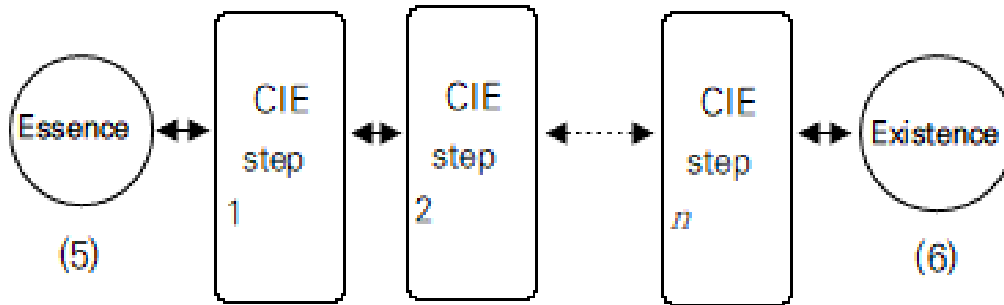 Essence
(5)
CIE
step
1
CIE
step
2
CIE
step
n
Existence
(6)